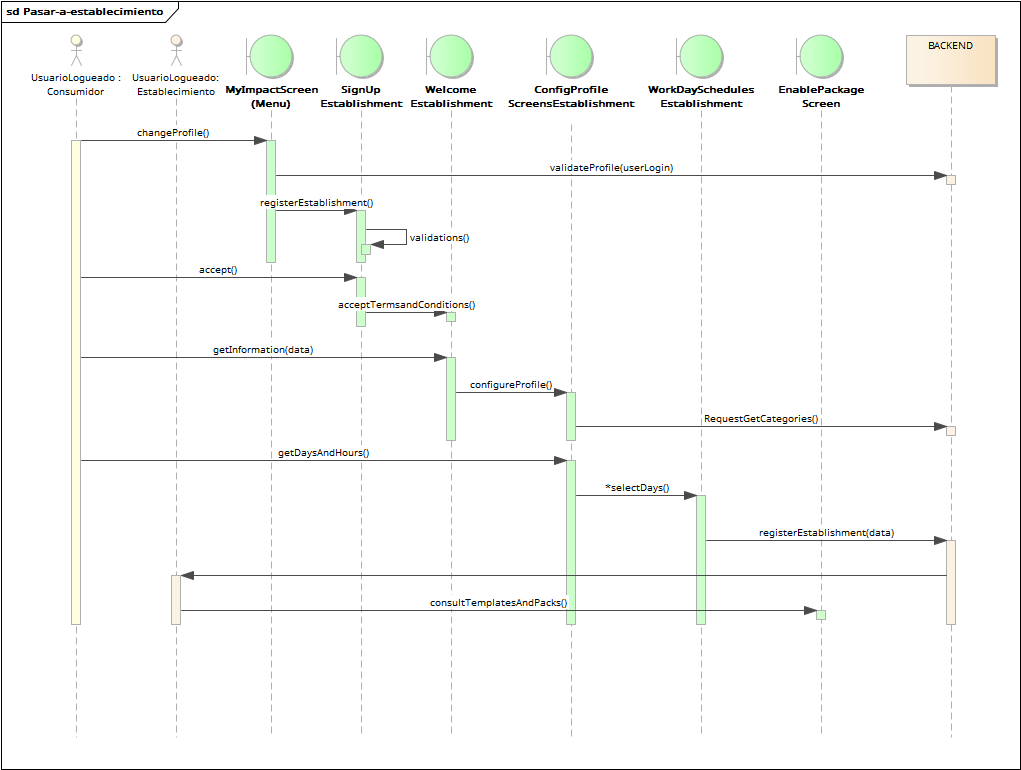 sd Pasar-a-establecimiento
UsuarioLogueado :
Consumidor
UsuarioLogueado:
Establecimiento
MyImpactScreen
(Menu)
SignUp
Establishment
Welcome
Establishment
ConfigProfile
ScreensEstablishment
WorkDaySchedules
Establishment
EnablePackage
Screen
BACKEND
changeProfile()
validateProfile(userLogin)
registerEstablishment()
validations()
accept()
acceptTermsandConditions()
getInformation(data)
configureProfile()
RequestGetCategories()
getDaysAndHours()
*selectDays()
registerEstablishment(data)
consultTemplatesAndPacks()